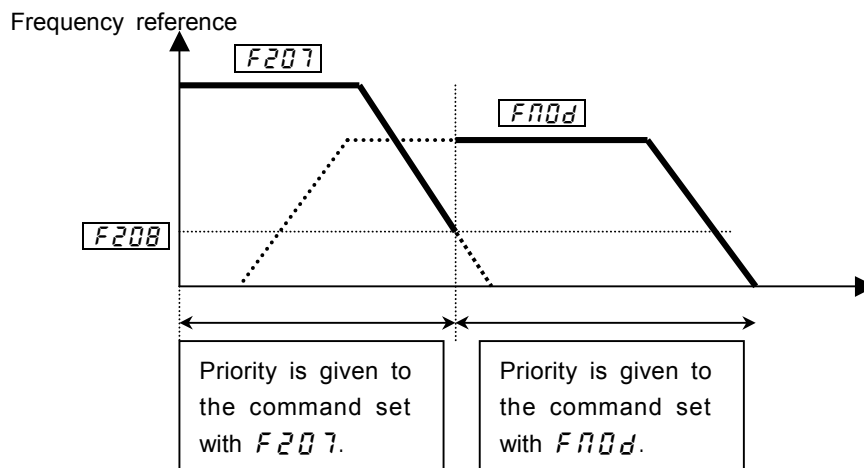 Frequency reference
F207
FMOd
F208
Priority is given to
the command set
with F207.
Priority is given to
the command set
with FMOd.